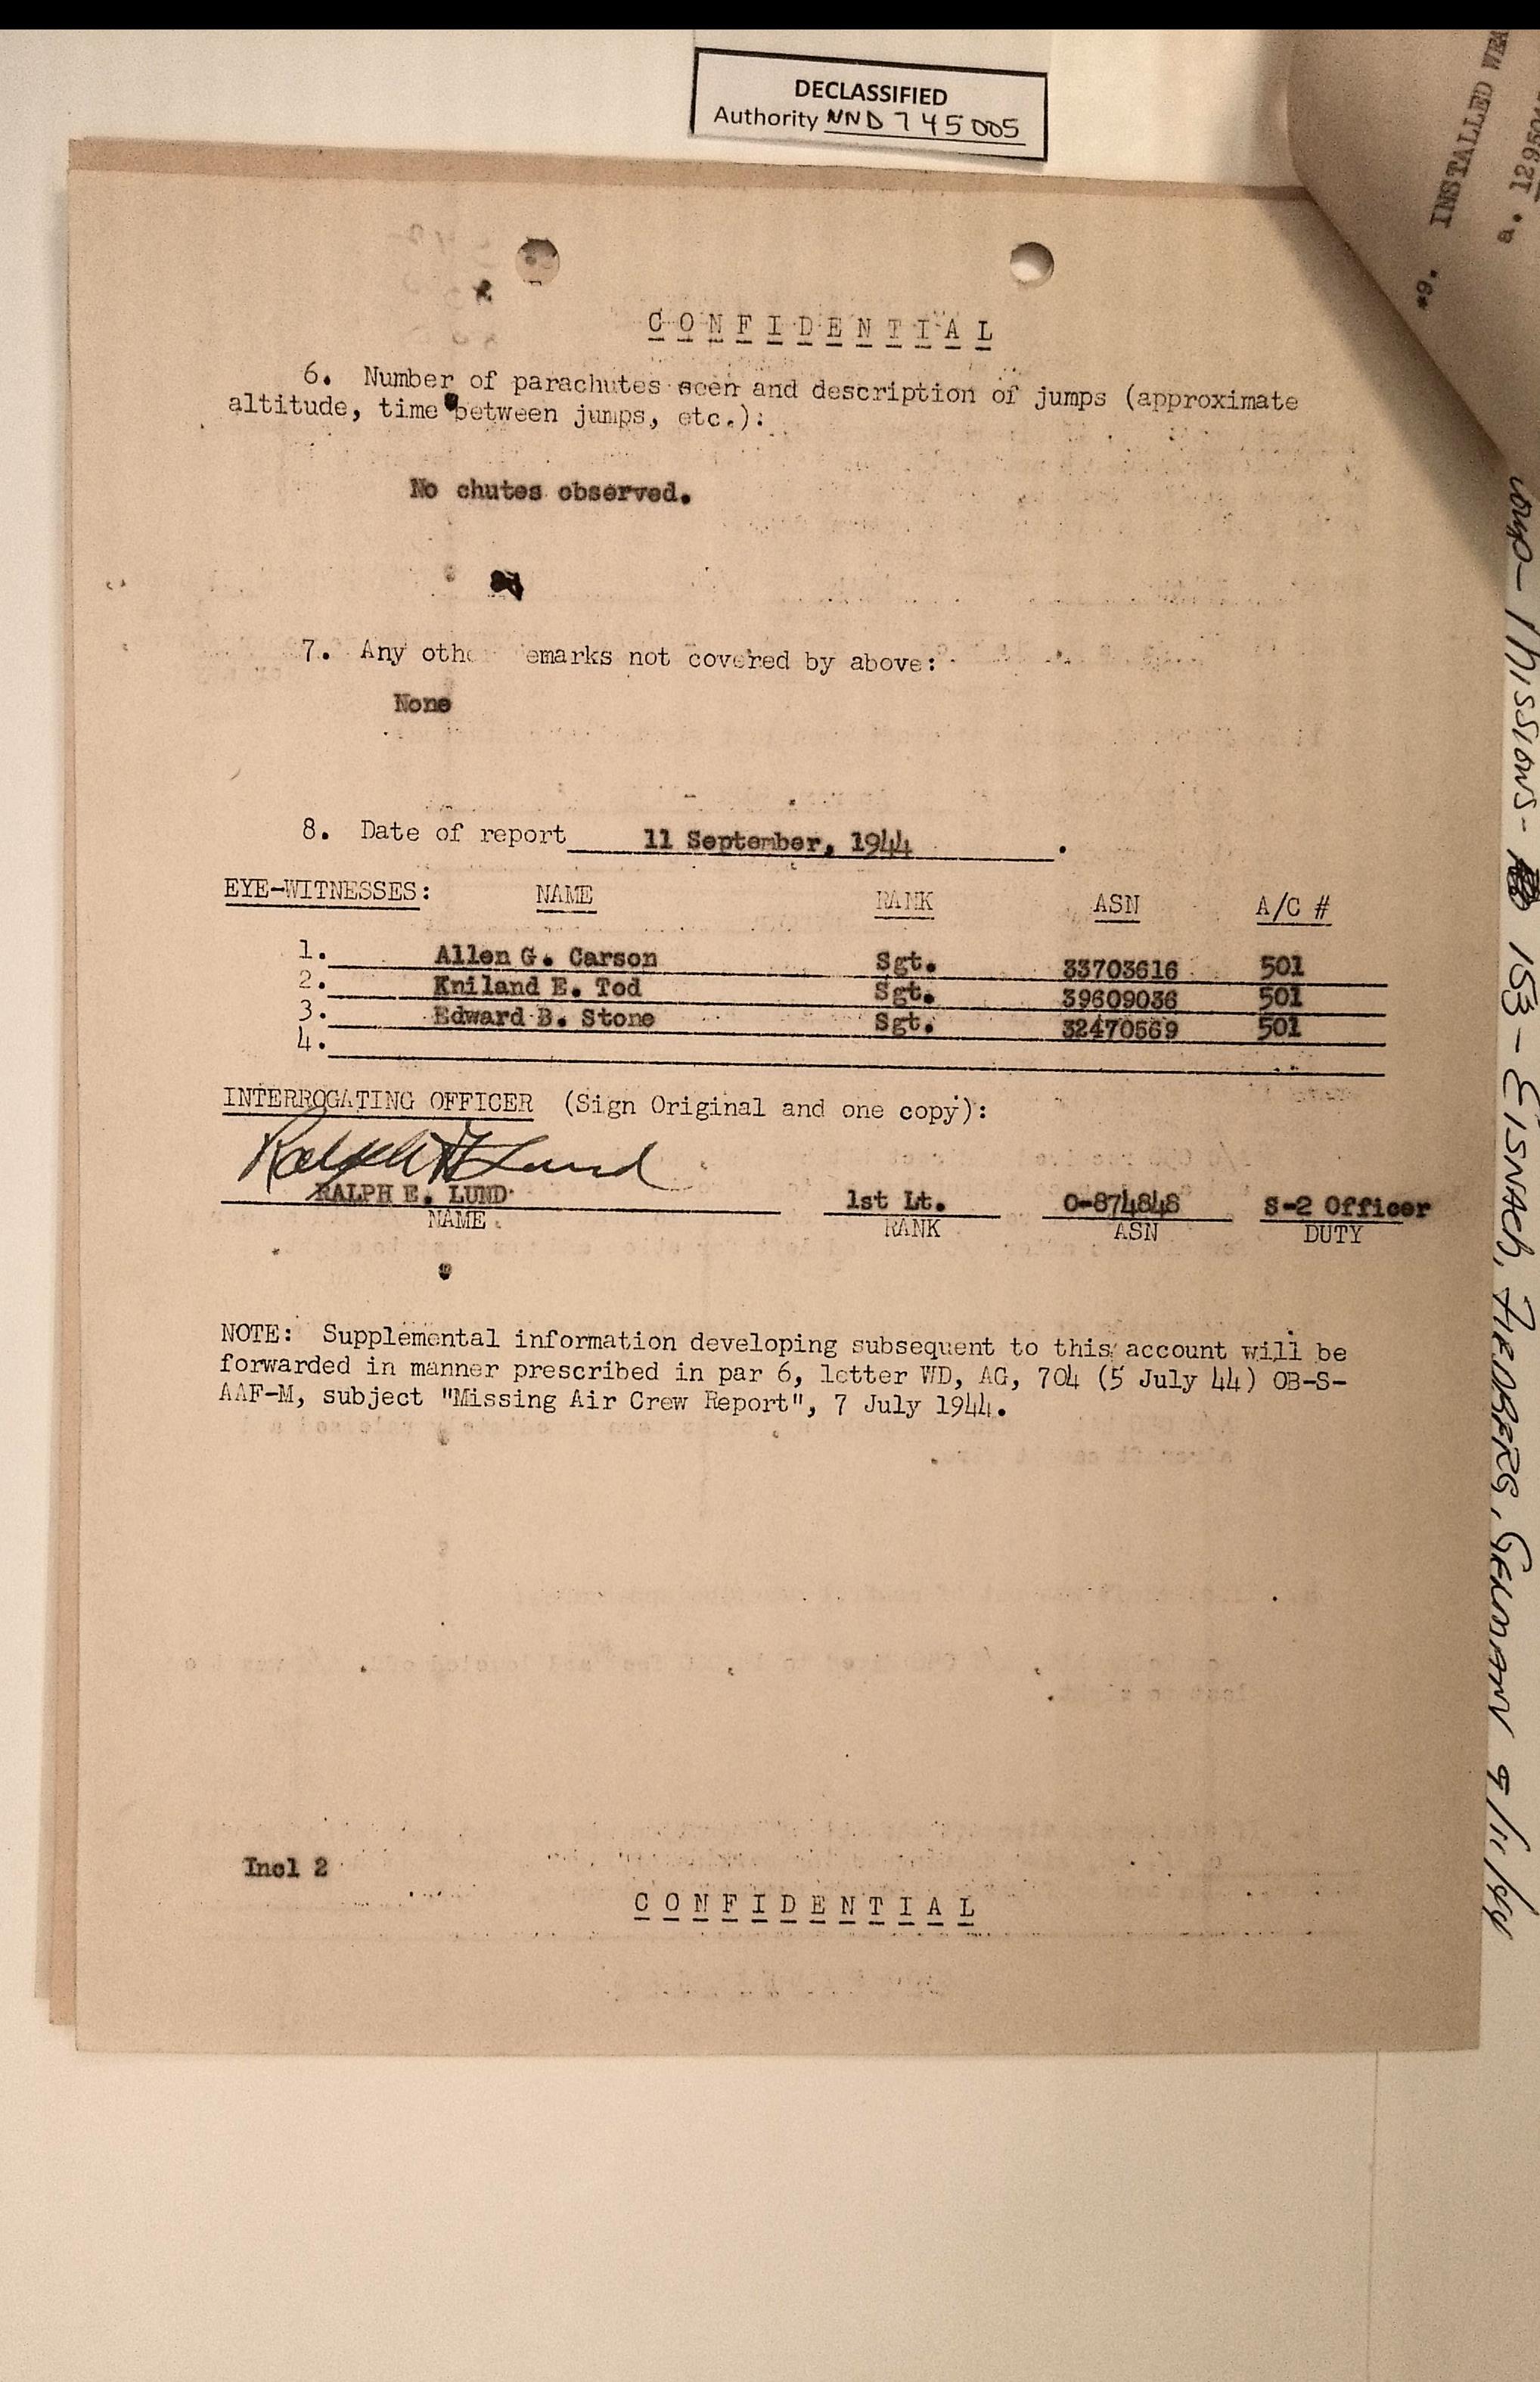 DECLASSIFIED
Authority NND 745005
*9. INSTALLED
a.
CONFIDENTIAL
6. Number of parachutes seen and description of jumps (approximate
altitude, time between jumps, etc.):
No chutes observed.
7. Any othe emarks not covered by above:
None
8. Date of report 11 September, 1944.
EYE-WITNESSES: NAME RANK ASN A/C #
1. Allen G. Carson Sgt. 33703616 501
2. Kniland E. Tod Sgt. 39609036 501
3. Edward B. Stone Sgt. 32470569 501
4.
INTERROGATING OFFICER (Sign Original and one copy):
Ralph E Lund
RALPH E. LUND 1st Lt. O-874848 S-2 Officer
NAME RANK ASN DUTY
NOTE: Supplemental information developing subsequent to this account will be
forwarded in manner prescribed in par 6, letter WD, AG, 704 (5 July 44) OB-S-
AAF-M, subject "Missing Air Crew Report", 7 July 1944.
Incl 2
CONFIDENTIAL
Missions- 153 - EISNACH, GERMANY 9/11/44